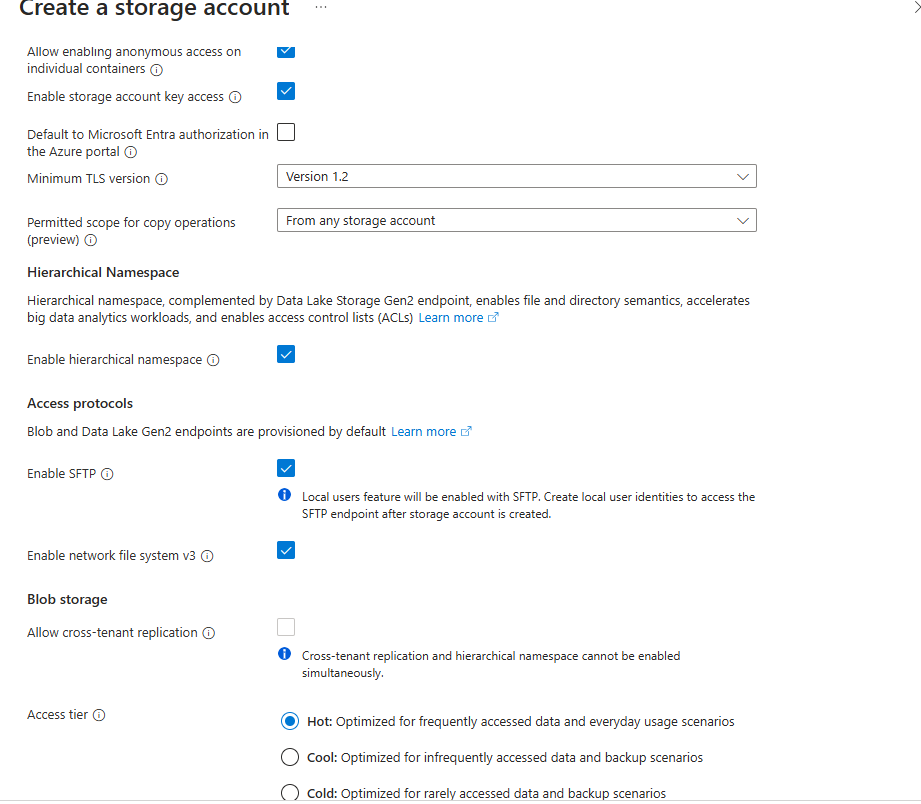 Create a storage account ...
Allow enabling anonymous access on
individual containers
Enable storage account key access
Default to Microsoft Entra authorization in
the Azure portal
Minimum TLS version
Version 1.2
Permitted scope for copy operations
(preview)
From any storage account
Hierarchical Namespace
Hierarchical namespace, complemented by Data Lake Storage Gen2 endpoint, enables file and directory semantics, accelerates
big data analytics workloads, and enables access control lists (ACLs) Learn more
Enable hierarchical namespace
Access protocols
Blob and Data Lake Gen2 endpoints are provisioned by default Learn more
Enable SFTP
Local users feature will be enabled with SFTP. Create local user identities to access the
SFTP endpoint after storage account is created.
Enable network file system v3
Blob storage
Allow cross-tenant replication
Cross-tenant replication and hierarchical namespace cannot be enabled
simultaneously.
Access tier
Hot: Optimized for frequently accessed data and everyday usage scenarios
Cool: Optimized for infrequently accessed data and backup scenarios
Cold: Optimized for rarely accessed data and backup scenarios